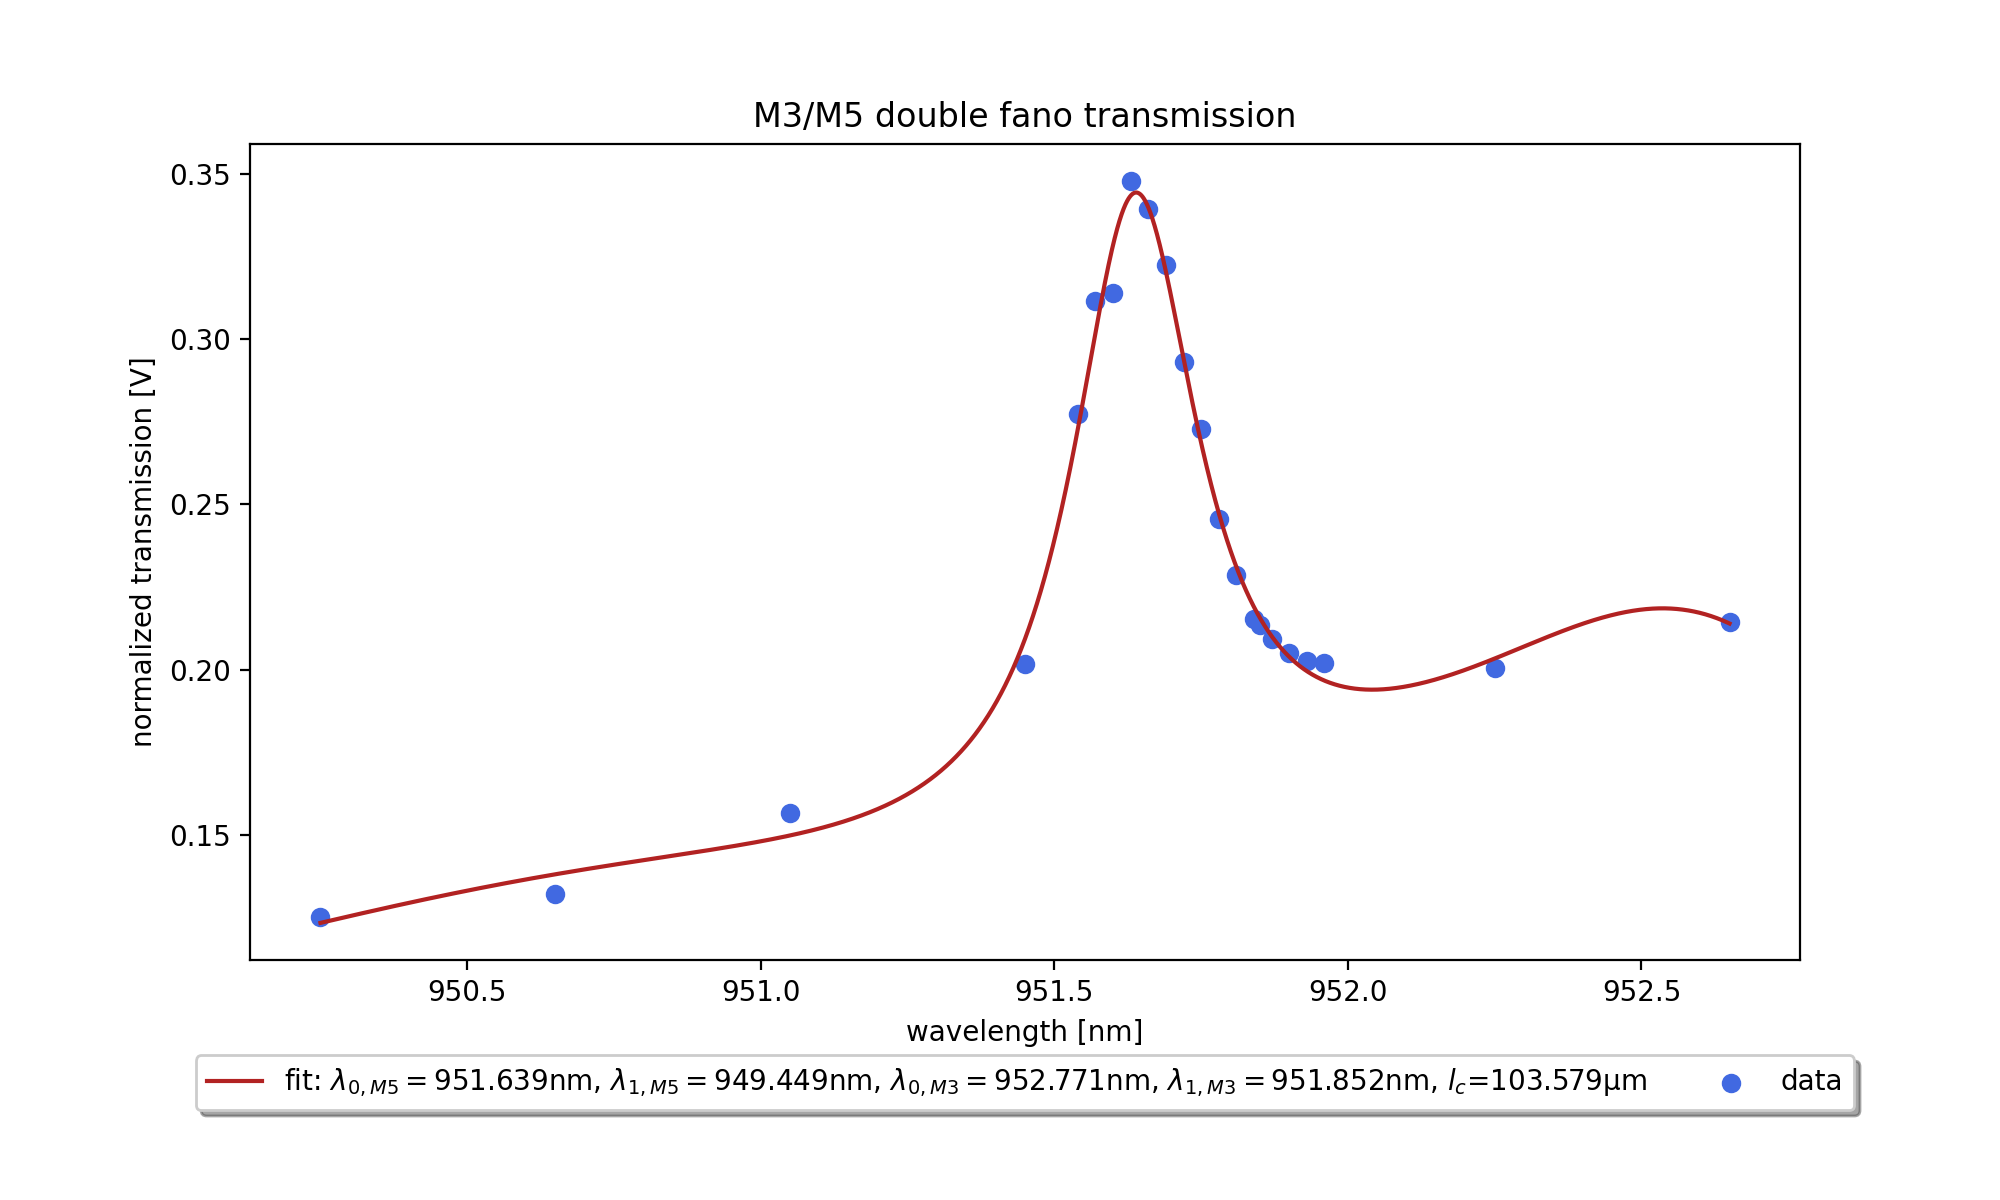 M3/M5 double fano transmission
normalized transmission [V]
0.35
0.30
0.25
0.20
0.15
950.5 951.0 951.5 952.0 952.5
wavelength [nm]
fit: λ₀,M5 = 951.639nm, λ₁,M5 = 949.449nm, λ₀,M3 = 952.771nm, λ₁,M3 = 951.852nm, l_c=103.579μm data